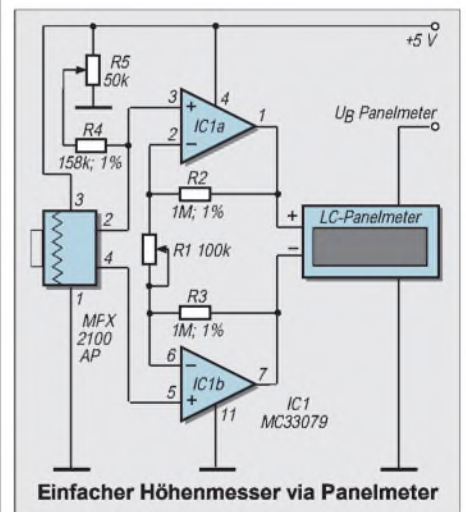 +5 V
R5
50k
UB Panelmeter
3
4
1
IC1a
+
2
−
R4
158k; 1%
R2
1M; 1%
3
2
+
LC-Panelmeter
−
R1 100k
4
R3
1M; 1%
1
MPX
2100
AP
6
−
7
IC1b
5
+
11
IC1
MC33079
Einfacher Höhenmesser via Panelmeter